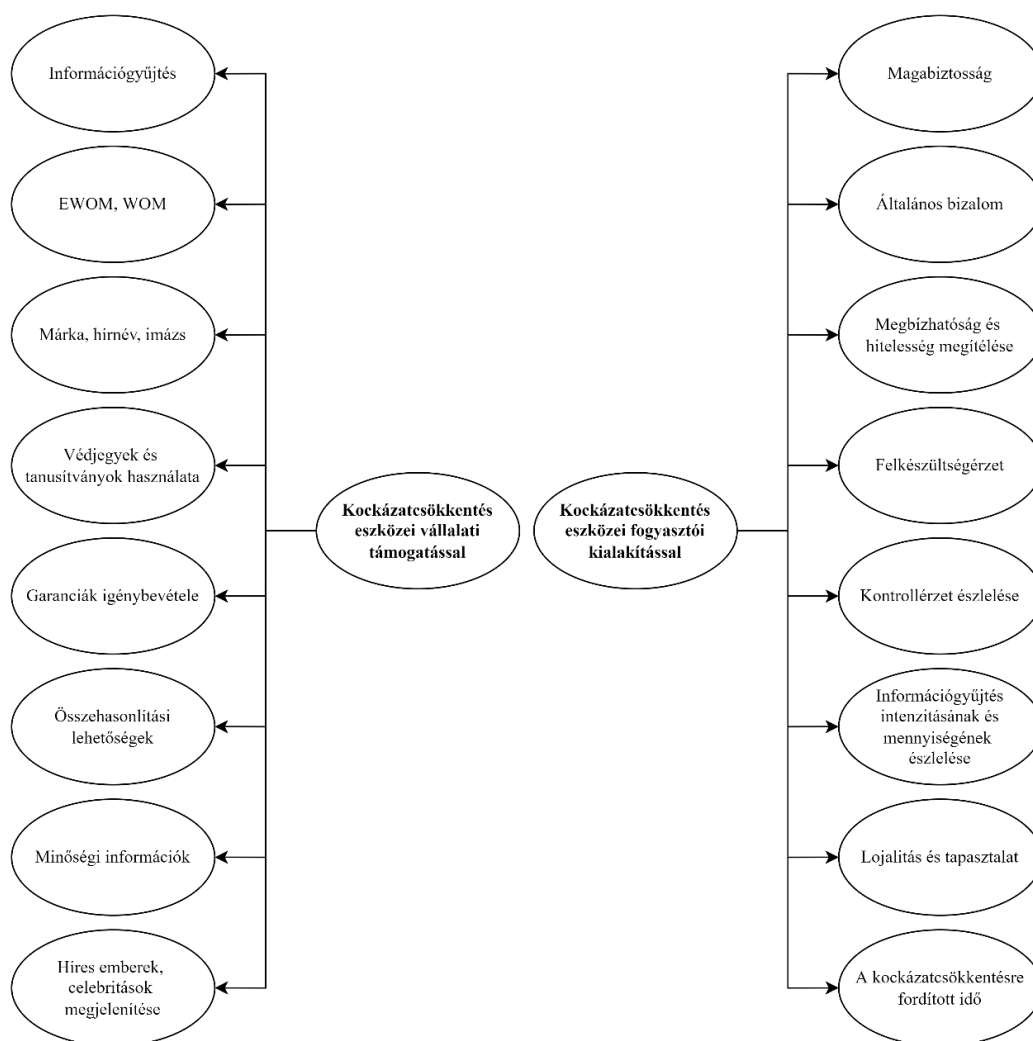 Információgyűjtés
EWOM, WOM
Márka, hírnév, imázs
Védjegyek és
tanusítványok használata
Garanciák igénybevétele
Összehasonlítási
lehetőségek
Minőségi információk
Híres emberek,
celebritások
megjelenítése
Kockázatcsökkentés
eszközei vállalati
támogatással
Kockázatcsökkentés
eszközei fogyasztói
kialakítással
Magabiztosság
Általános bizalom
Megbízhatóság és
hitelesség megítélése
Felkészültségérzet
Kontrollérzet észlelése
Információgyűjtés
intenzitásának és
mennyiségének
észlelése
Lojalitás és tapasztalat
A kockázatcsökkentésre
fordított idő